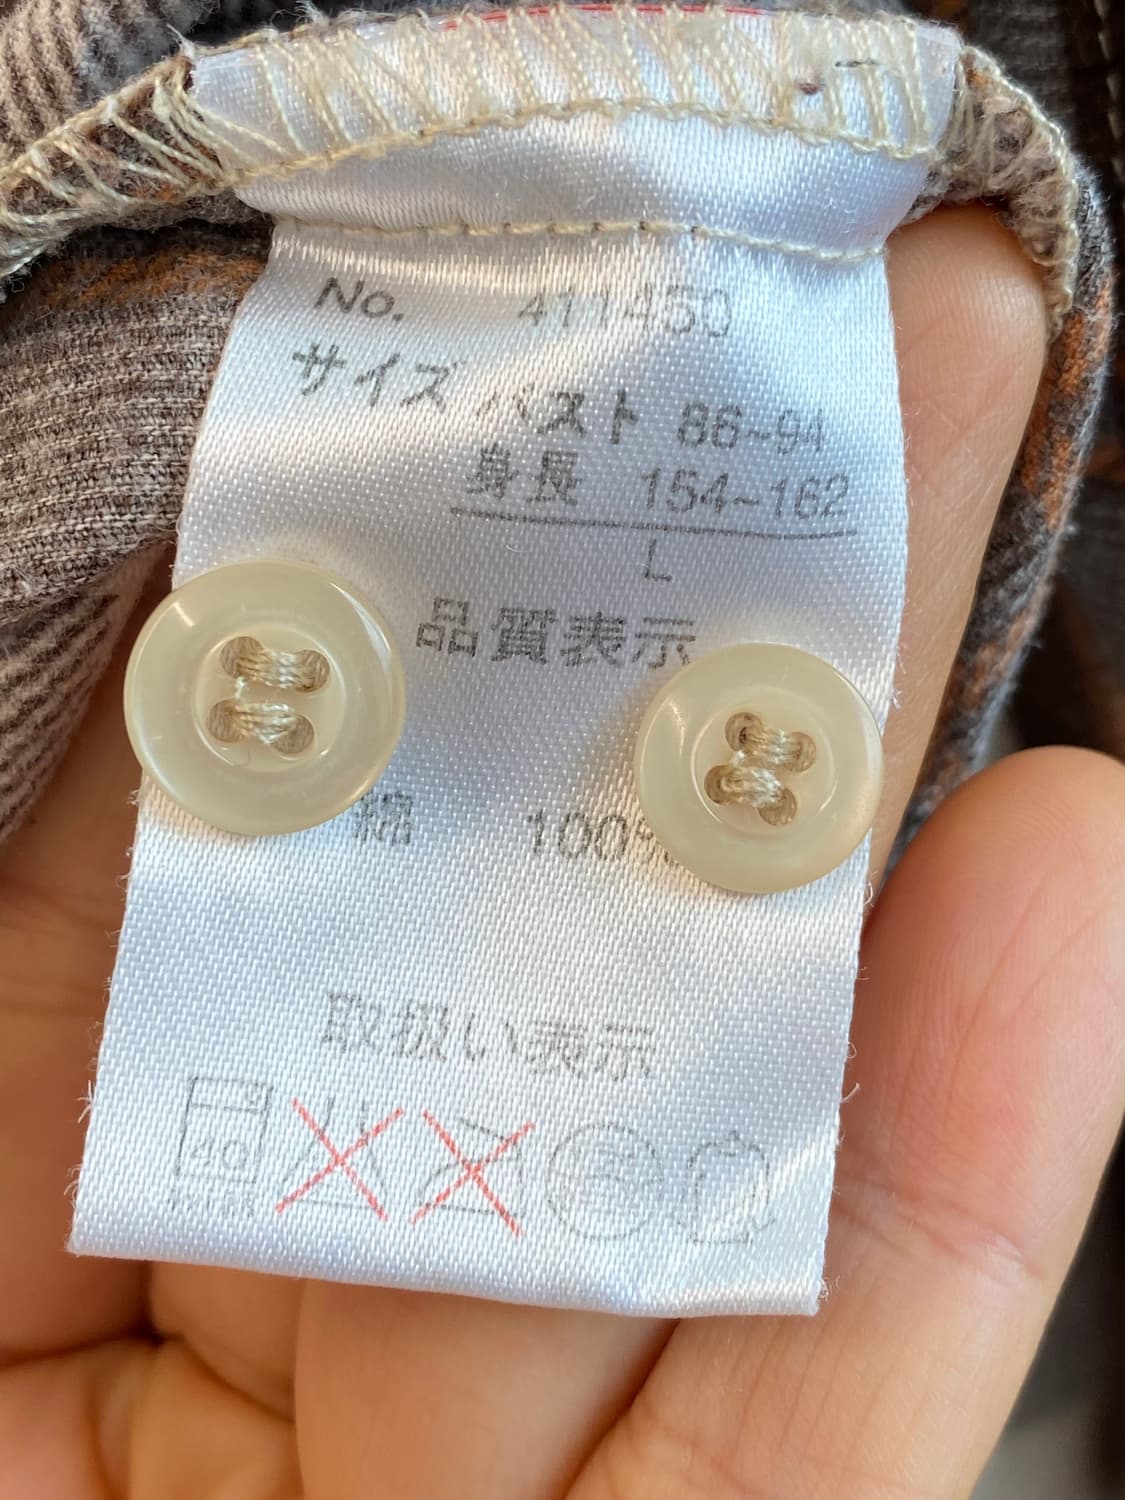 No. 411450
サイズ バスト 86~94
身長 154~162
L
品質表示
綿 100%
取扱い表示
40